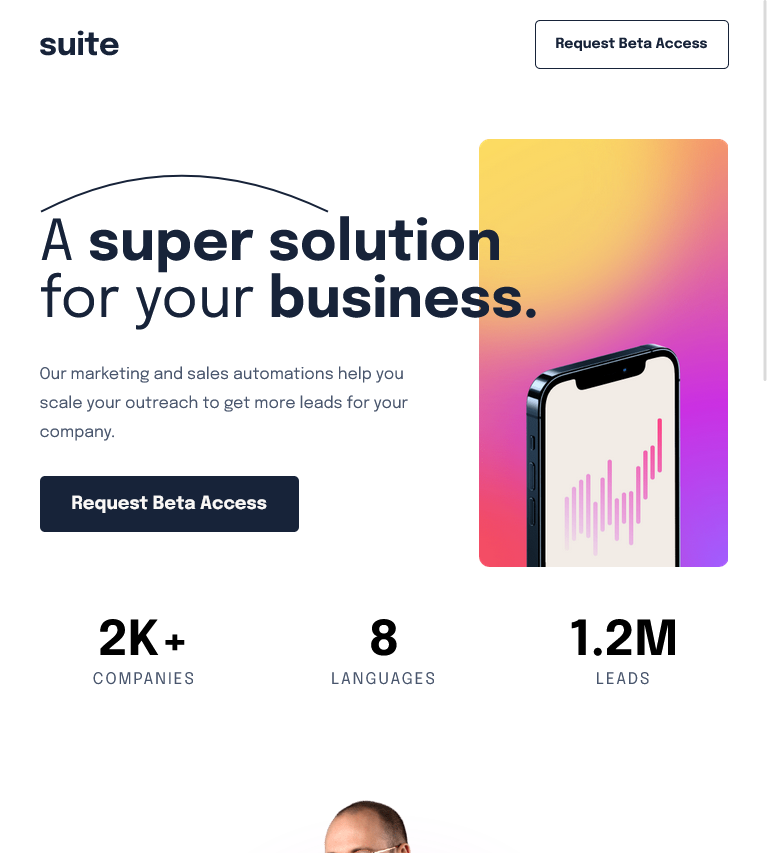 suite
Request Beta Access
A super solution
for your business.
Our marketing and sales automations help you
scale your outreach to get more leads for your
company.
Request Beta Access
2K+
COMPANIES
8
LANGUAGES
1.2M
LEADS